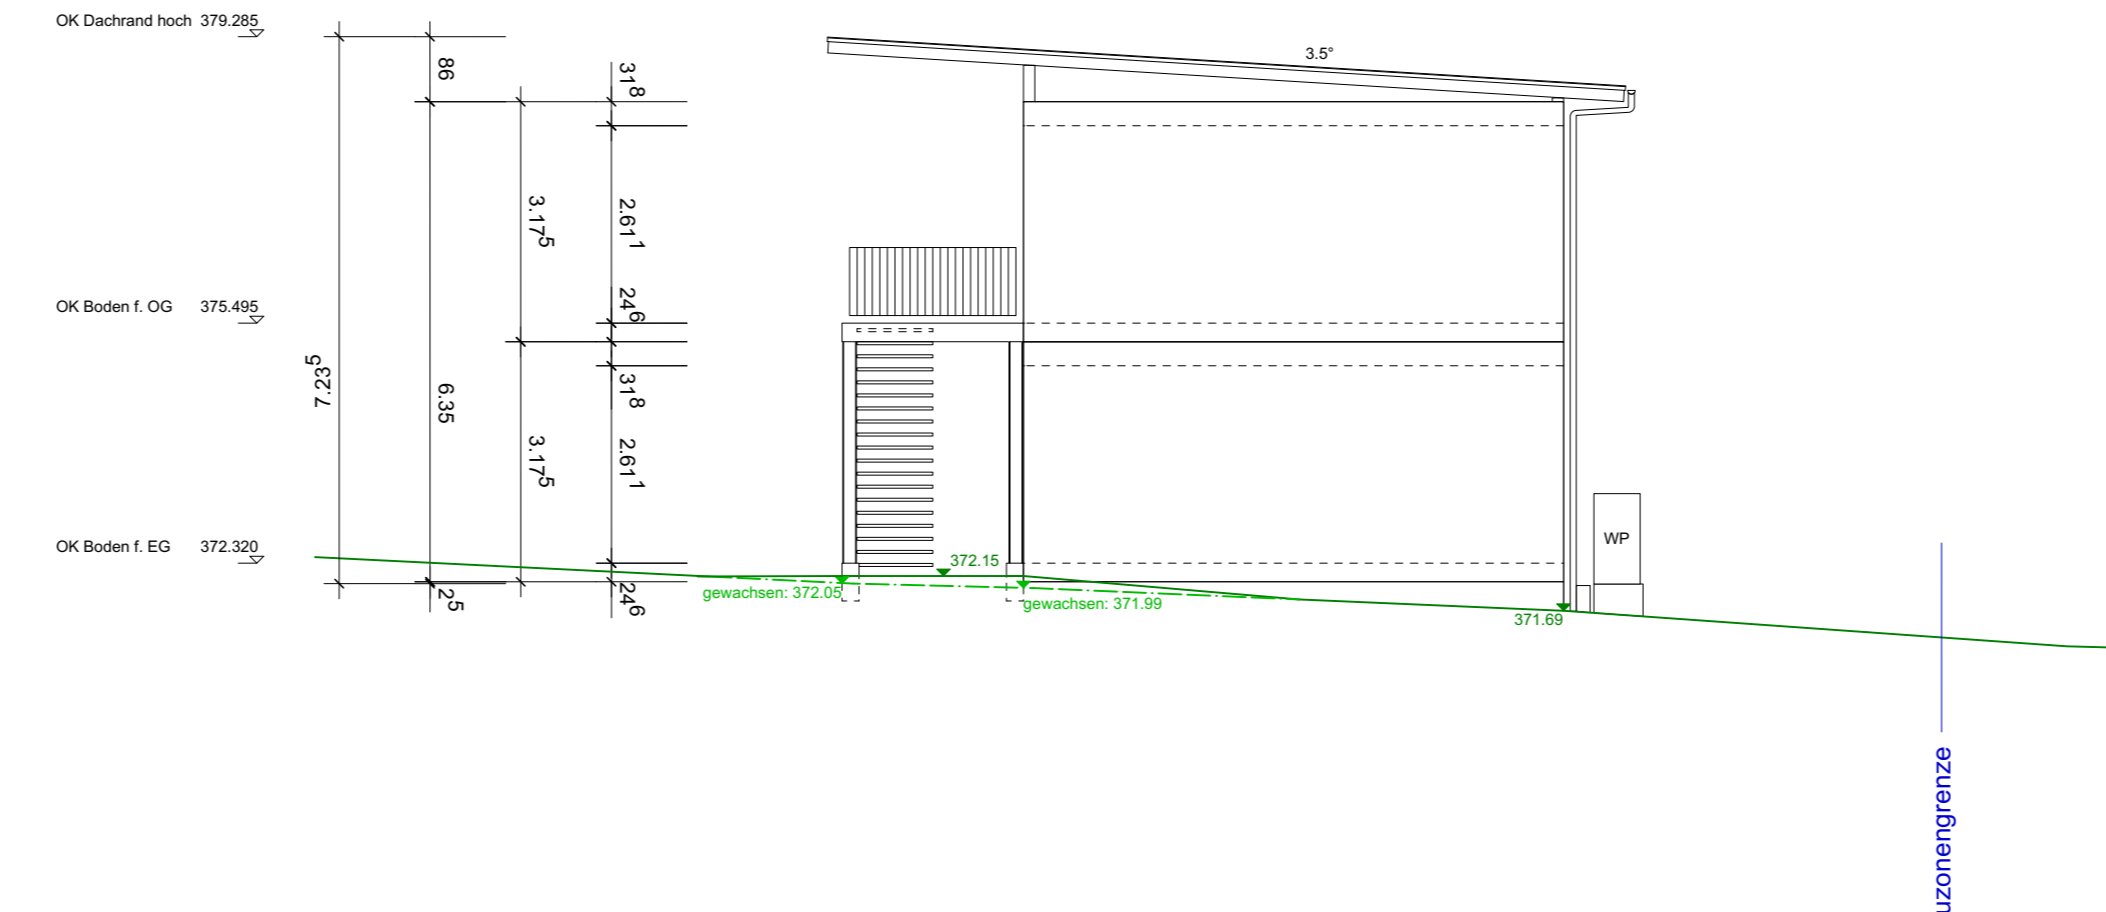 OK Dachrand hoch 379.285
3.5°
86
31⁸
3.17⁵
2.61¹
24⁶
OK Boden f. OG 375.495
7.23⁵
6.35
31⁸
3.17⁵
2.61¹
OK Boden f. EG 372.320
WP
372.15
gewachsen: 372.05
gewachsen: 371.99
2⁵
24⁶
371.69
uzonengrenze